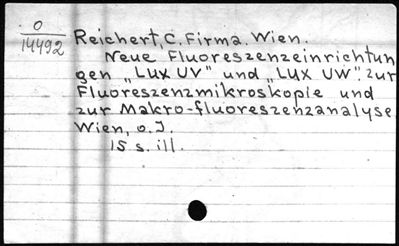 0
14492
Reichert, C. Firma. Wien.
Neue Fluoreszenzeinrichtun
gen „Lux UV" und „Lux UW". zur
Fluoreszenzmikroskopie und
zur Makro-fluoreszenzanalyse.
Wien, o. J.
15 s. ill.